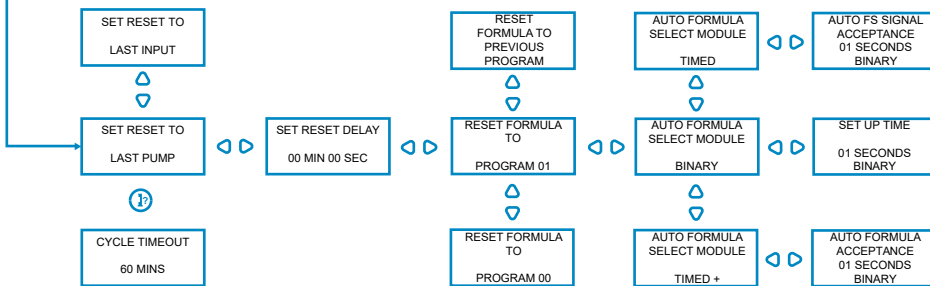 SET RESET TO
LAST INPUT
RESET
FORMULA TO
PREVIOUS
PROGRAM
AUTO FORMULA
SELECT MODULE
TIMED
AUTO FS SIGNAL
ACCEPTANCE
01 SECONDS
BINARY
SET RESET TO
LAST PUMP
SET RESET DELAY
00 MIN 00 SEC
RESET FORMULA
TO
PROGRAM 01
AUTO FORMULA
SELECT MODULE
BINARY
SET UP TIME
01 SECONDS
BINARY
?
CYCLE TIMEOUT
60 MINS
RESET FORMULA
TO
PROGRAM 00
AUTO FORMULA
SELECT MODULE
TIMED +
AUTO FORMULA
ACCEPTANCE
01 SECONDS
BINARY